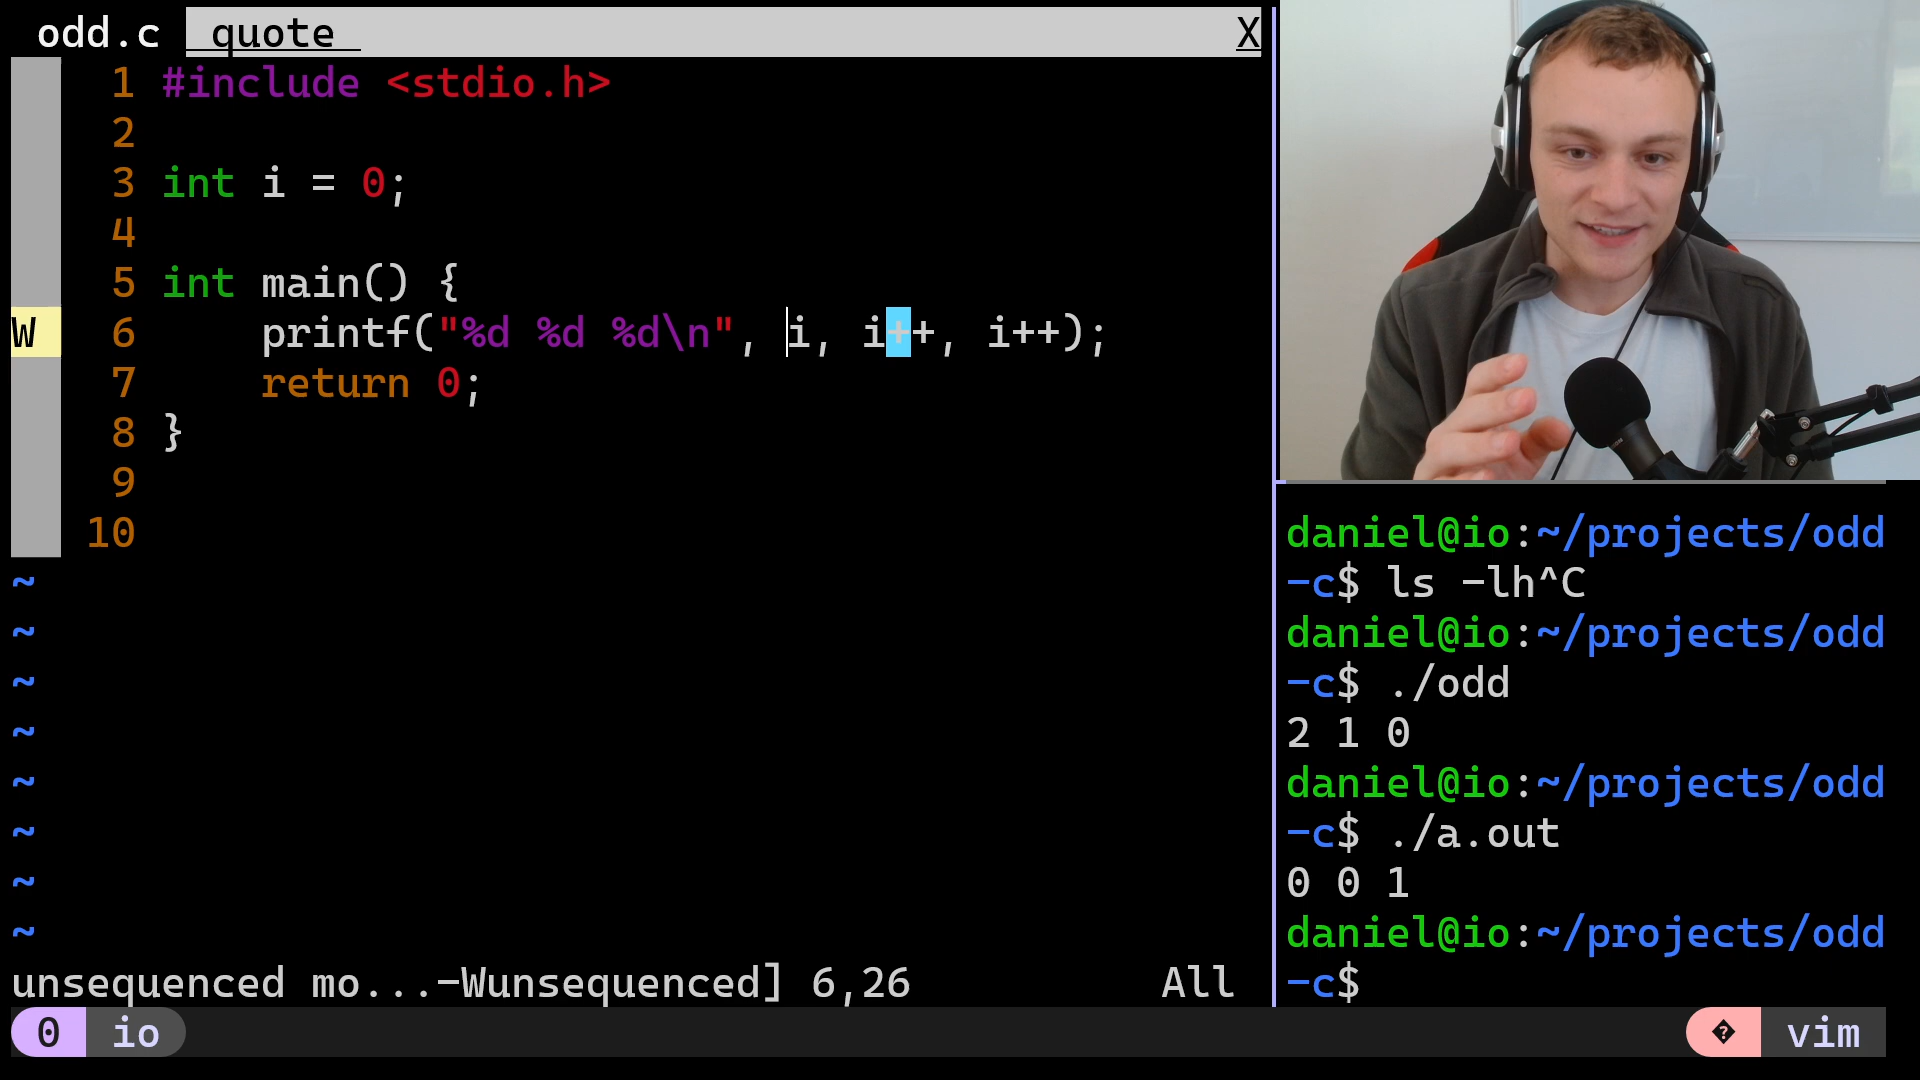 odd.c quote X
1 #include <stdio.h>
2
3 int i = 0;
4
5 int main() {
W 6 printf("%d %d %d\n", i, i++, i++);
7 return 0;
8 }
9
10
~
~
~
~
~
~
~
~
unsequenced mo...-Wunsequenced] 6,26 All
daniel@io:~/projects/odd
-c$ ls -lh^C
daniel@io:~/projects/odd
-c$ ./odd
2 1 0
daniel@io:~/projects/odd
-c$ ./a.out
0 0 1
daniel@io:~/projects/odd
-c$
0 io � vim